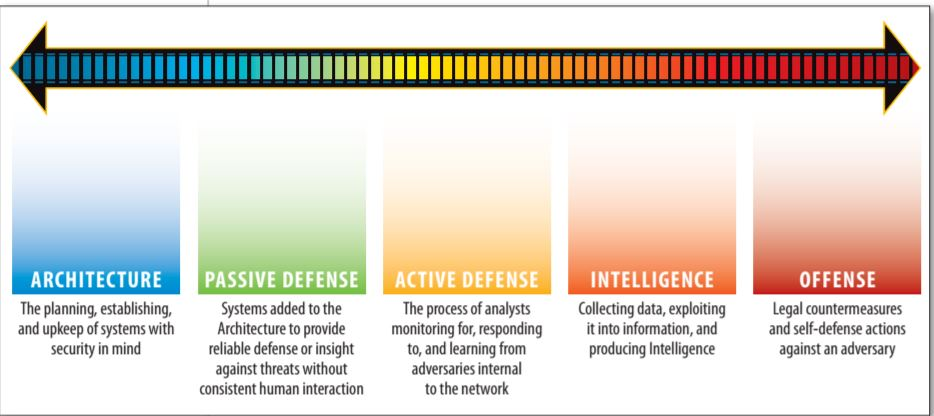 ARCHITECTURE
The planning, establishing,
and upkeep of systems with
security in mind
PASSIVE DEFENSE
Systems added to the
Architecture to provide
reliable defense or insight
against threats without
consistent human interaction
ACTIVE DEFENSE
The process of analysts
monitoring for, responding
to, and learning from
adversaries internal
to the network
INTELLIGENCE
Collecting data, exploiting
it into information, and
producing Intelligence
OFFENSE
Legal countermeasures
and self-defense actions
against an adversary